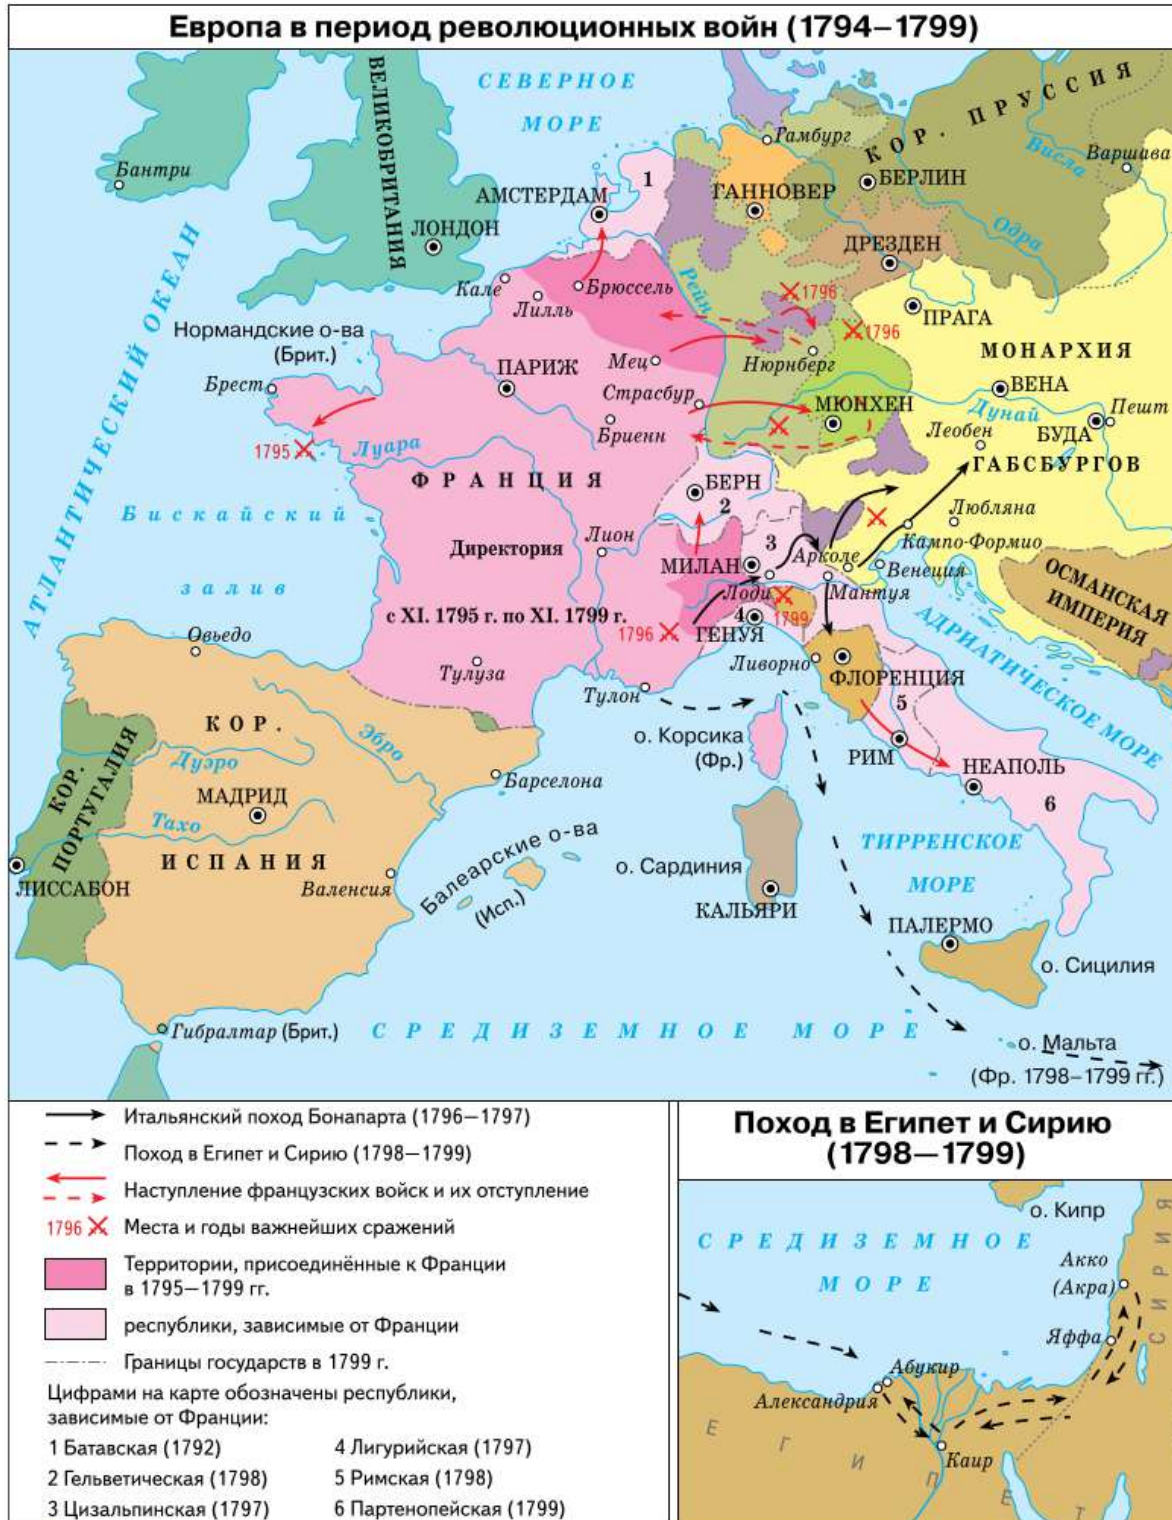 Европа в период революционных войн (1794–1799)
СЕВЕРНОЕ
МОРЕ
ВЕЛИКОБРИТАНИЯ
КОР. ПРУССИЯ
Гамбург
Висла
Варшава
Бантри
1
АМСТЕРДАМ
ГАННОВЕР
БЕРЛИН
ЛОНДОН
ДРЕЗДЕН
Одра
АТЛАНТИЧЕСКИЙ ОКЕАН
Кале
Лилль
Брюссель
Рейн
1796
ПРАГА
1796
Нормандские о-ва
(Брит.)
Мец
Нюрнберг
МОНАРХИЯ
ПАРИЖ
Брест
Страсбур
МЮНХЕН
ВЕНА
Дунай
Пешт
Бриенн
Леобен
БУДА
1795
Луара
ГАБСБУРГОВ
ФРАНЦИЯ
БЕРН
2
Бискайский
залив
Любляна
Лион
3
Кампо-Формио
Директория
МИЛАН
Арколе
Венеция
ОСМАНСКАЯ
ИМПЕРИЯ
Лоди
Мантуя
с XI. 1795 г. по XI. 1799 г.
1796
4
1799
ГЕНУЯ
Овьедо
Ливорно
ФЛОРЕНЦИЯ
АДРИАТИЧЕСКОЕ МОРЕ
Тулуза
Тулон
5
КОР.
Эбро
о. Корсика
(Фр.)
РИМ
НЕАПОЛЬ
КОР.
ПОРТУГАЛИЯ
Дуэро
Барселона
МАДРИД
6
Тахо
ИСПАНИЯ
Балеарские о-ва
(Исп.)
ТИРРЕНСКОЕ
МОРЕ
о. Сардиния
ЛИССАБОН
Валенсия
КАЛЬЯРИ
ПАЛЕРМО
о. Сицилия
Гибралтар (Брит.)
СРЕДИЗЕМНОЕ МОРЕ
о. Мальта
(Фр. 1798–1799 гг.)
Итальянский поход Бонапарта (1796–1797)
Поход в Египет и Сирию (1798–1799)
Наступление французских войск и их отступление
1796 Места и годы важнейших сражений
Территории, присоединённые к Франции
в 1795–1799 гг.
республики, зависимые от Франции
Границы государств в 1799 г.
Цифрами на карте обозначены республики,
зависимые от Франции:
1 Батавская (1792)
2 Гельветическая (1798)
3 Цизальпинская (1797)
4 Лигурийская (1797)
5 Римская (1798)
6 Партенопейская (1799)
Поход в Египет и Сирию
(1798–1799)
о. Кипр
СРЕДИЗЕМНОЕ
МОРЕ
Акко
(Акра)
СИРИЯ
Яффа
Абукир
Александрия
Каир
ЕГИПЕТ